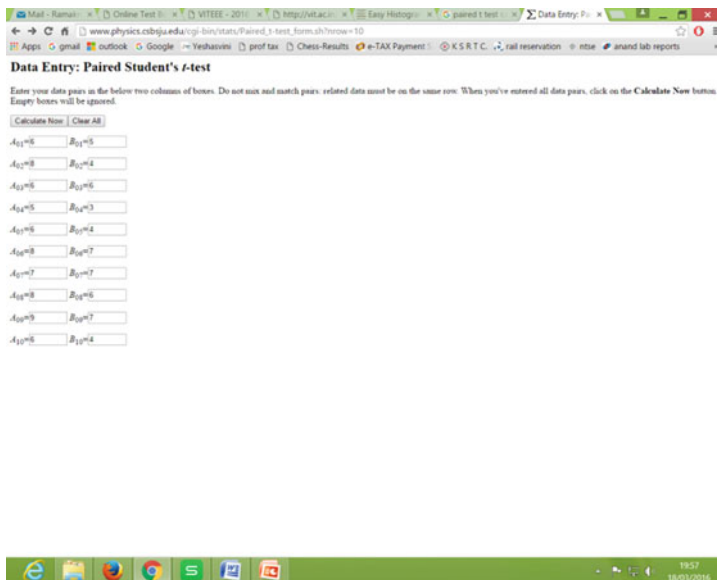 Mail - Ramak
Online Test B
VITEEE - 201
http://vit.ac.in
Easy Histogra
paired t test
Data Entry: Pa
www.physics.csbsju.edu/cgi-bin/stats/Paired_t-test_form.sh?nrow=10
Apps gmail outlook Google Yeshasvini prof tax Chess-Results e-TAX Payment S K S R T C. rail reservation ntse anand lab reports
Data Entry: Paired Student's t-test
Enter your data pairs in the below two columns of boxes. Do not mix and match pairs: related data must be on the same row. When you've entered all data pairs, click on the Calculate Now button.
Empty boxes will be ignored.
Calculate Now Clear All
A01=6 B01=5
A02=8 B02=4
A03=6 B03=6
A04=5 B04=3
A05=6 B05=4
A06=8 B06=7
A07=7 B07=7
A08=8 B08=6
A09=9 B09=7
A10=6 B10=4
19:57
18/03/2016